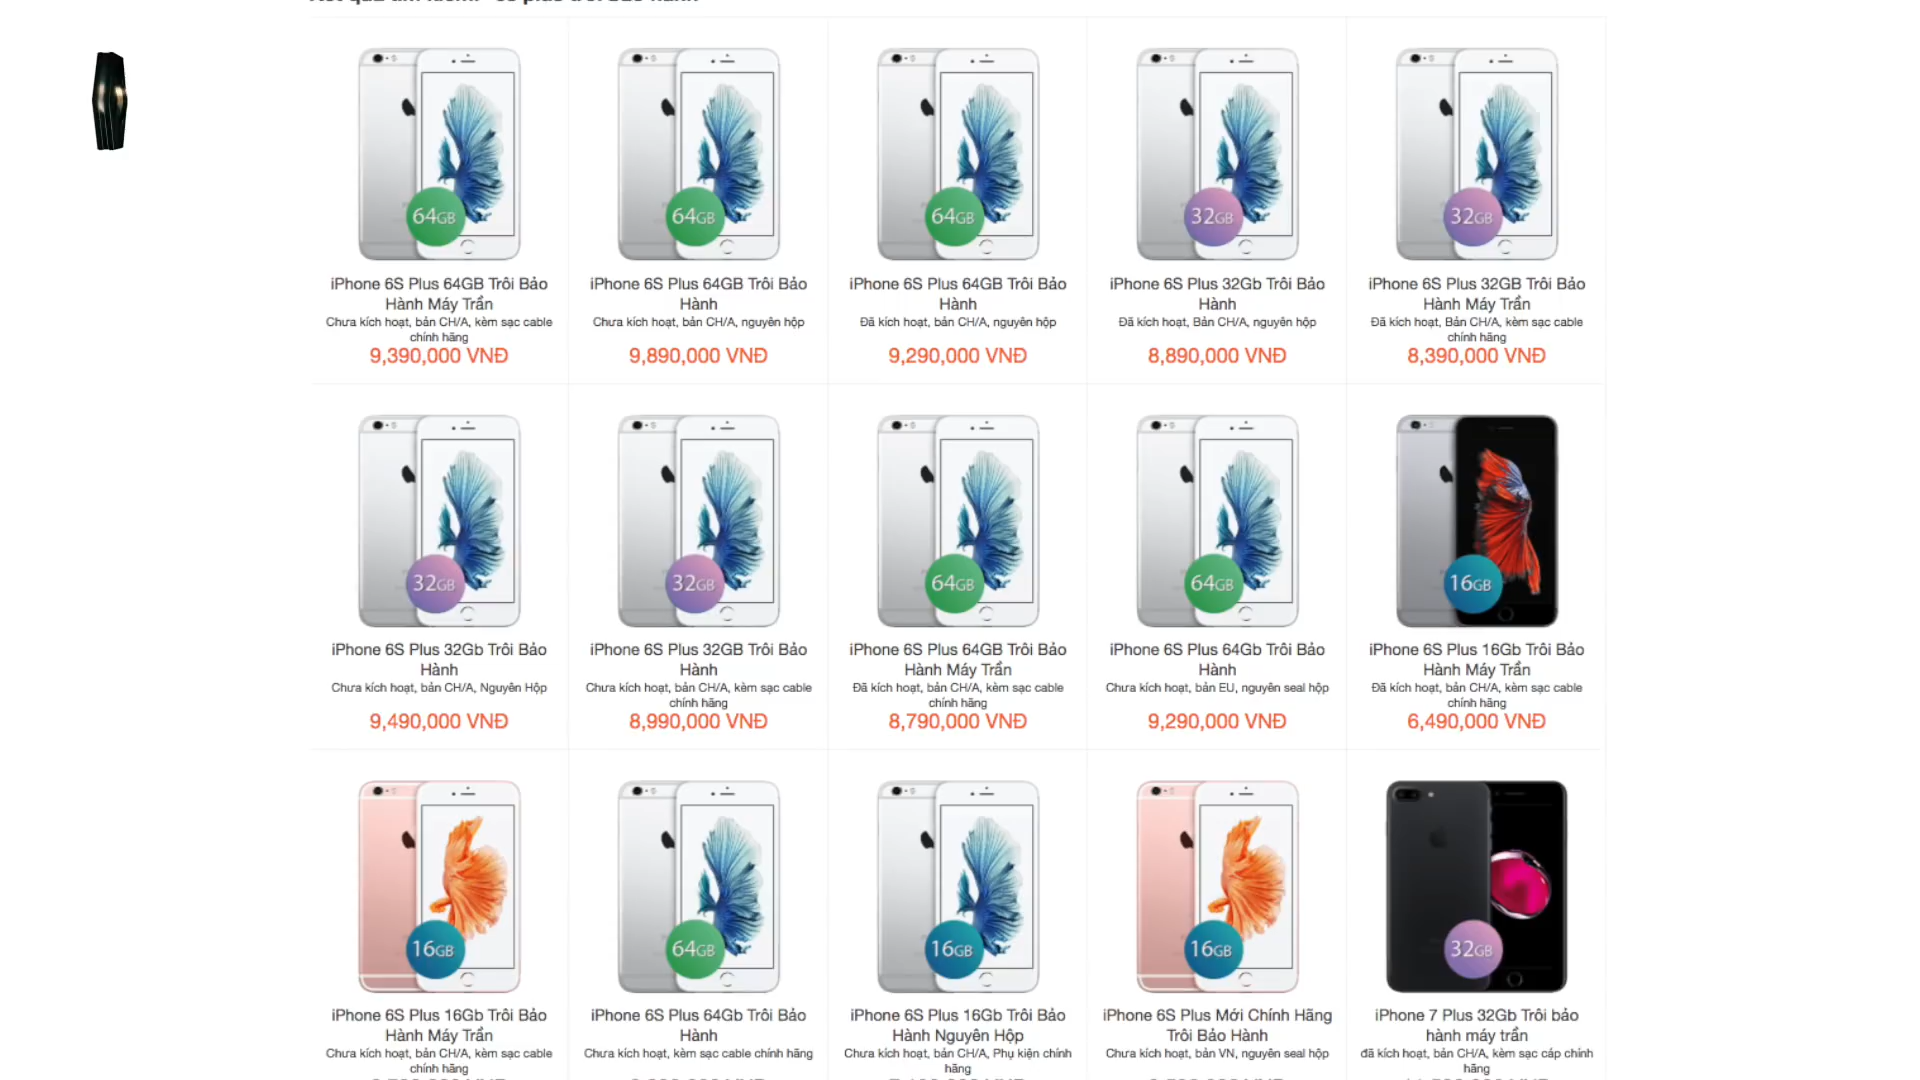 64GB
64GB
64GB
32GB
32GB
iPhone 6S Plus 64GB Trôi Bảo
Hành Máy Trần
Chưa kích hoạt, bản CH/A, kèm sạc cable
chính hãng
9,390,000 VNĐ
iPhone 6S Plus 64GB Trôi Bảo
Hành
Chưa kích hoạt, bản CH/A, nguyên hộp
9,890,000 VNĐ
iPhone 6S Plus 64GB Trôi Bảo
Hành
Đã kích hoạt, bản CH/A, nguyên hộp
9,290,000 VNĐ
iPhone 6S Plus 32Gb Trôi Bảo
Hành
Đã kích hoạt, Bản CH/A, nguyên hộp
8,890,000 VNĐ
iPhone 6S Plus 32GB Trôi Bảo
Hành Máy Trần
Đã kích hoạt, Bản CH/A, kèm sạc cable
chính hãng
8,390,000 VNĐ
32GB
32GB
64GB
64GB
16GB
iPhone 6S Plus 32Gb Trôi Bảo
Hành
Chưa kích hoạt, bản CH/A, Nguyên Hộp
9,490,000 VNĐ
iPhone 6S Plus 32GB Trôi Bảo
Hành
Chưa kích hoạt, bản CH/A, kèm sạc cable
chính hãng
8,990,000 VNĐ
iPhone 6S Plus 64GB Trôi Bảo
Hành Máy Trần
Đã kích hoạt, bản CH/A, kèm sạc cable
chính hãng
8,790,000 VNĐ
iPhone 6S Plus 64Gb Trôi Bảo
Hành
Chưa kích hoạt, bản EU, nguyên seal hộp
9,290,000 VNĐ
iPhone 6S Plus 16Gb Trôi Bảo
Hành Máy Trần
Đã kích hoạt, bản CH/A, kèm sạc cable
chính hãng
6,490,000 VNĐ
16GB
64GB
16GB
16GB
32GB
iPhone 6S Plus 16Gb Trôi Bảo
Hành Máy Trần
Chưa kích hoạt, bản CH/A, kèm sạc cable
chính hãng
iPhone 6S Plus 64Gb Trôi Bảo
Hành
Chưa kích hoạt, kèm sạc cable chính hãng
iPhone 6S Plus 16Gb Trôi Bảo
Hành Nguyên Hộp
Chưa kích hoạt, bản CH/A, Phụ kiện chính
hãng
iPhone 6S Plus Mới Chính Hãng
Trôi Bảo Hành
Chưa kích hoạt, bản VN, nguyên seal hộp
iPhone 7 Plus 32Gb Trôi bảo
hành máy trần
đã kích hoạt, bản CH/A, kèm sạc cáp chính
hãng